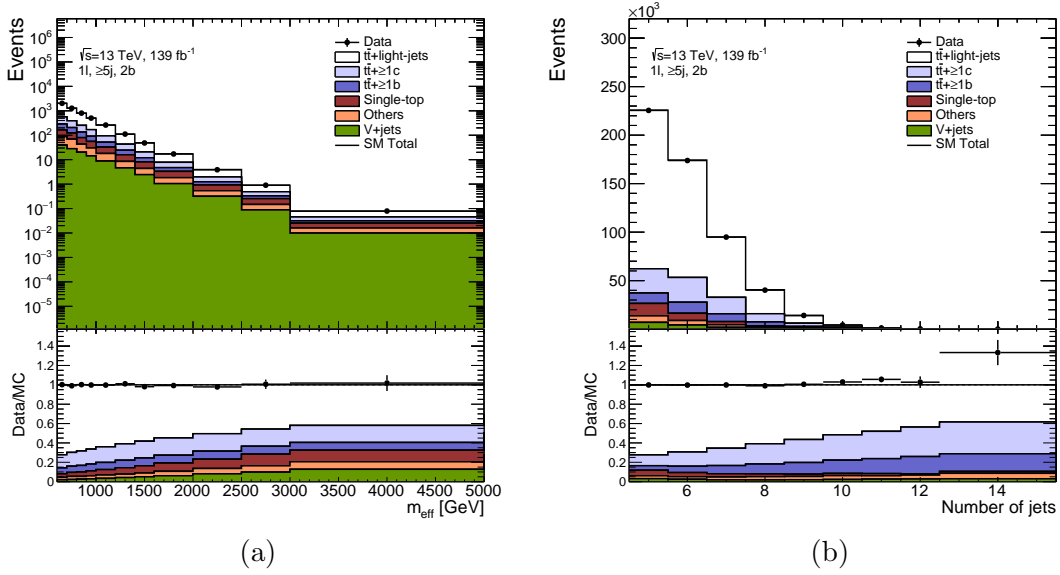 Events
10⁶
10⁵
10⁴
10³
10²
10
1
10⁻¹
10⁻²
10⁻³
10⁻⁴
10⁻⁵
√s=13 TeV, 139 fb⁻¹
1l, ≥5j, 2b
Data
tt̄+light-jets
tt̄+≥1c
tt̄+≥1b
Single-top
Others
V+jets
SM Total
Data/MC
1.4
1.2
1
0.8
0.6
0.4
0.2
0
1000 1500 2000 2500 3000 3500 4000 4500 5000
m_eff [GeV]
(a)
Events
×10³
300
250
200
150
100
50
√s=13 TeV, 139 fb⁻¹
1l, ≥5j, 2b
Data
tt̄+light-jets
tt̄+≥1c
tt̄+≥1b
Single-top
Others
V+jets
SM Total
Data/MC
1.4
1.2
1
0.8
0.6
0.4
0.2
0
6 8 10 12 14
Number of jets
(b)